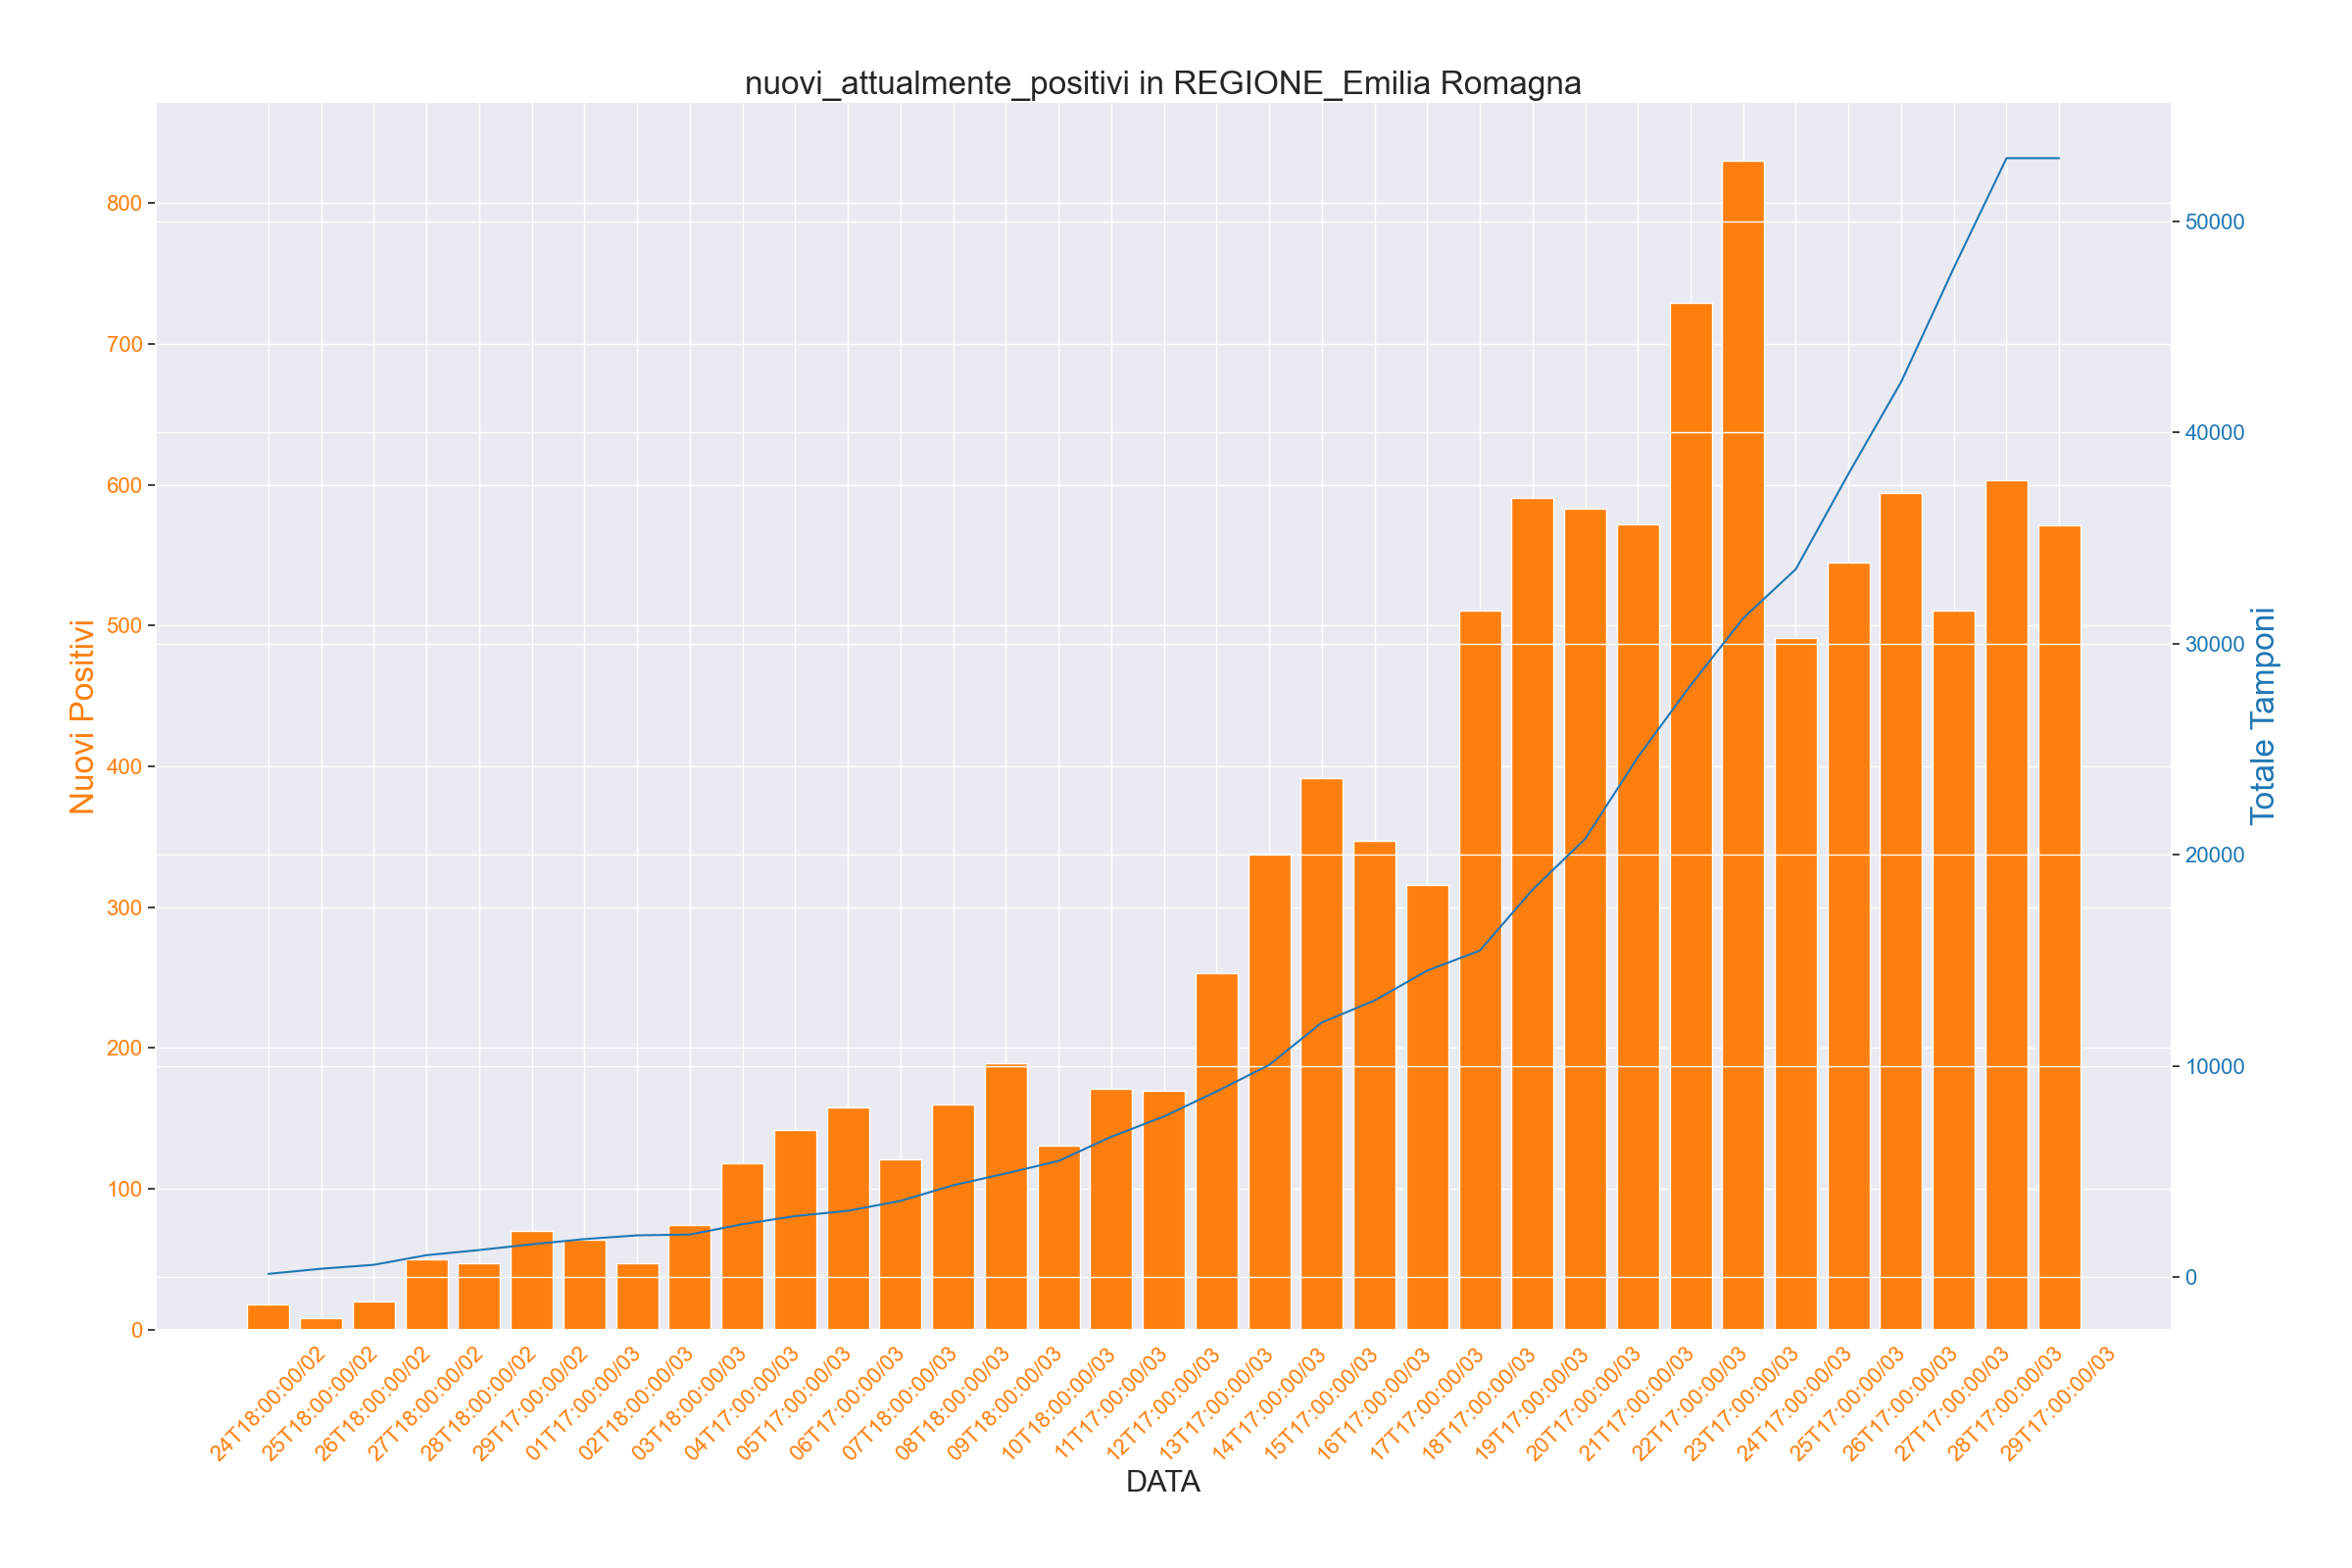 nuovi_attualmente_positivi in REGIONE_Emilia Romagna
800
700
600
500
400
300
200
100
0
Nuovi Positivi
50000
40000
30000
20000
10000
0
Totale Tamponi
24T18:00:00/02
25T18:00:00/02
26T18:00:00/02
27T18:00:00/02
28T18:00:00/02
29T17:00:00/02
01T17:00:00/03
02T18:00:00/03
03T18:00:00/03
04T17:00:00/03
05T17:00:00/03
06T17:00:00/03
07T18:00:00/03
08T18:00:00/03
09T18:00:00/03
10T18:00:00/03
11T17:00:00/03
12T17:00:00/03
13T17:00:00/03
14T17:00:00/03
15T17:00:00/03
16T17:00:00/03
17T17:00:00/03
18T17:00:00/03
19T17:00:00/03
20T17:00:00/03
21T17:00:00/03
22T17:00:00/03
23T17:00:00/03
24T17:00:00/03
25T17:00:00/03
26T17:00:00/03
27T17:00:00/03
28T17:00:00/03
29T17:00:00/03
DATA